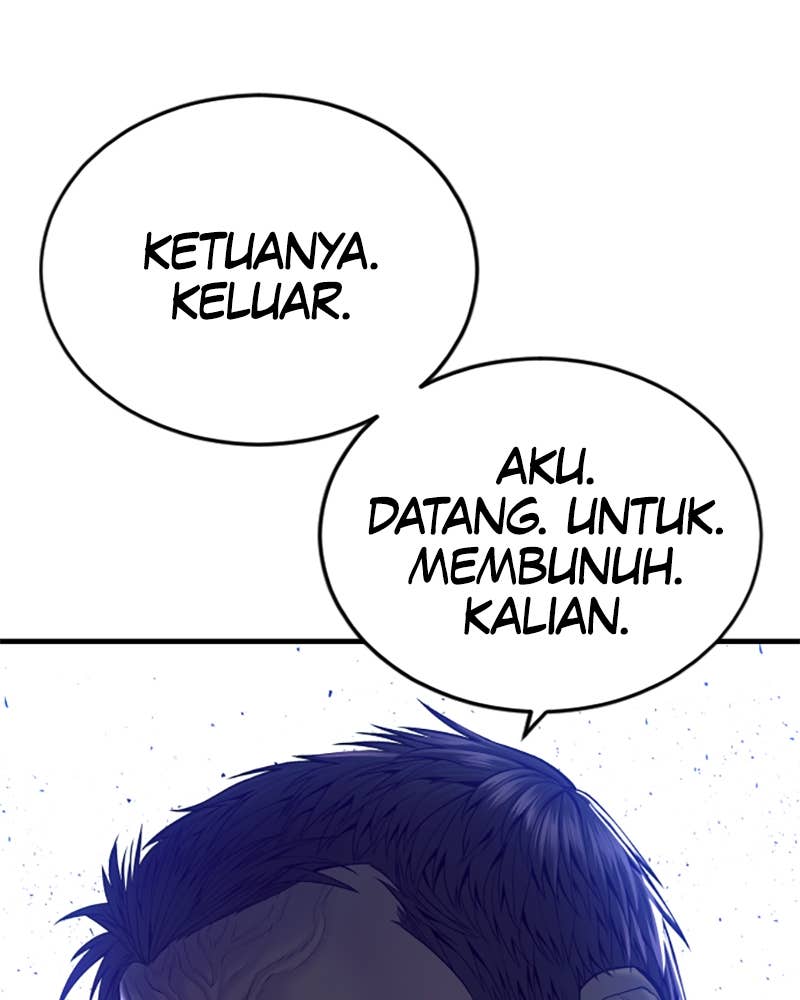 KETUANYA.
KELUAR.
AKU.
DATANG. UNTUK.
MEMBUNUH.
KALIAN.